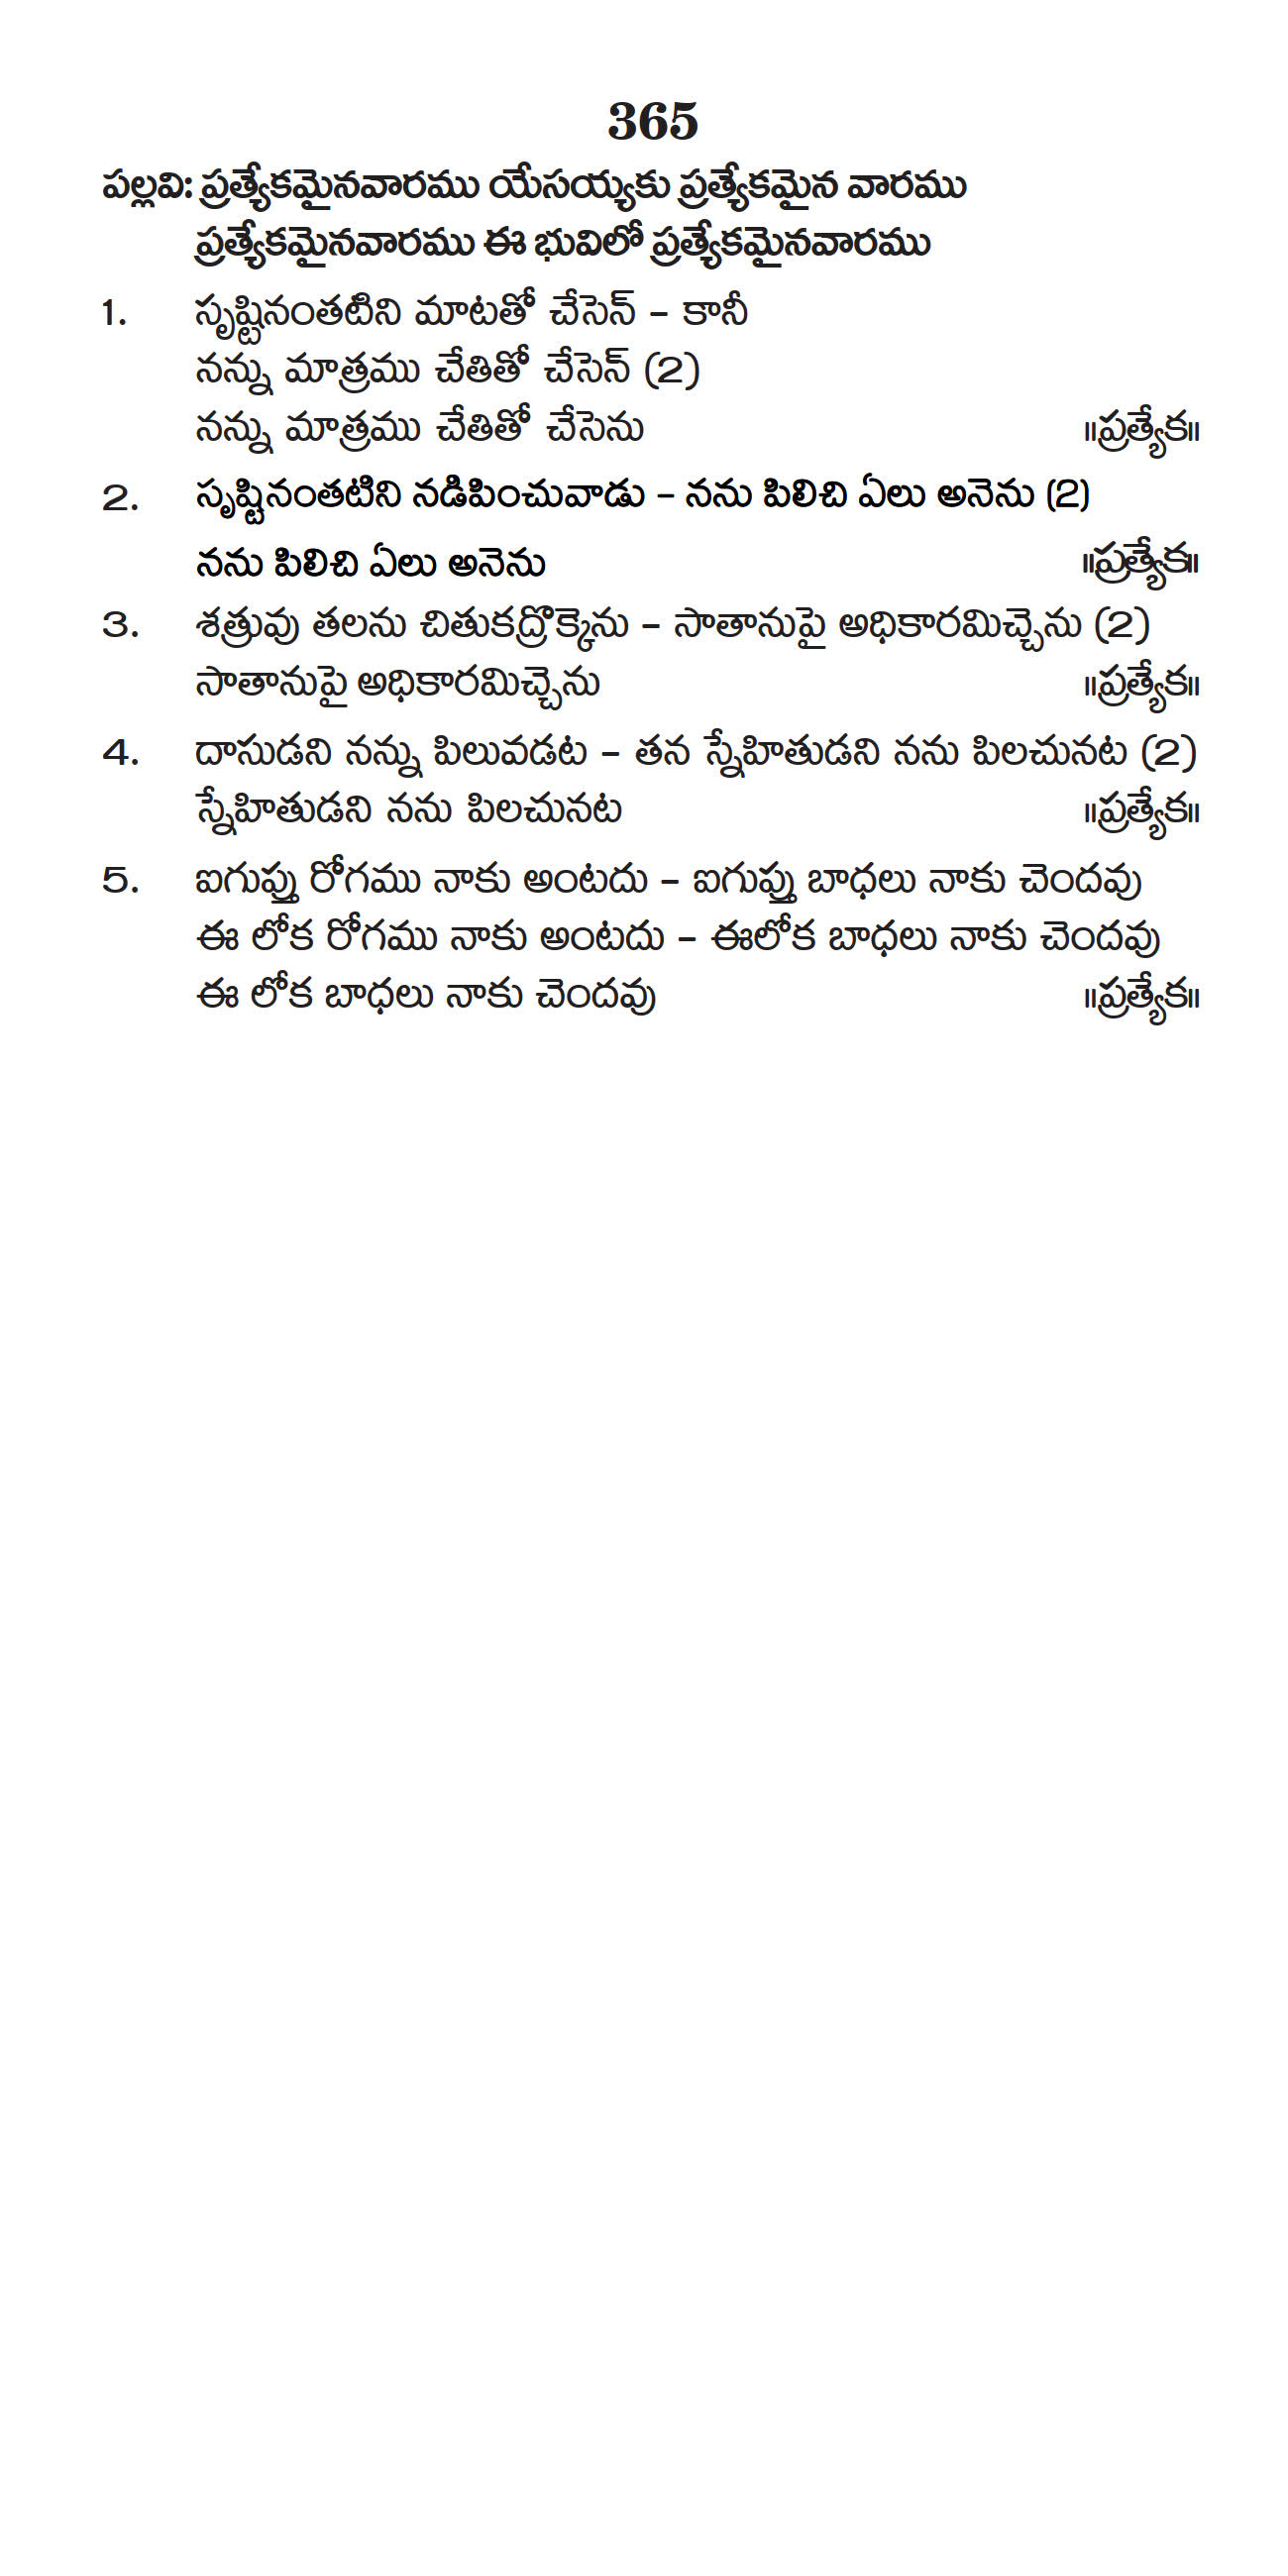 365
పల్లవి: ప్రత్యేకమైనవారము యేసయ్యకు ప్రత్యేకమైన వారము
ప్రత్యేకమైనవారము ఈ భువిలో ప్రత్యేకమైనవారము
1. సృష్టినంతటిని మాటతో చేసెన్ – కానీ
నన్ను మాత్రము చేతితో చేసెన్ (2)
నన్ను మాత్రము చేతితో చేసెను ॥ప్రత్యేక॥
2. సృష్టినంతటిని నడిపించువాడు – నను పిలిచి ఏలు అనెను (2)
నను పిలిచి ఏలు అనెను ॥ప్రత్యేక॥
3. శత్రువు తలను చితుకద్రొక్కెను – సాతానుపై అధికారమిచ్చెను (2)
సాతానుపై అధికారమిచ్చెను ॥ప్రత్యేక॥
4. దాసుడని నన్ను పిలువడట – తన స్నేహితుడని నను పిలచునట (2)
స్నేహితుడని నను పిలచునట ॥ప్రత్యేక॥
5. ఐగుప్తు రోగము నాకు అంటదు – ఐగుప్తు బాధలు నాకు చెందవు
ఈ లోక రోగము నాకు అంటదు – ఈలోక బాధలు నాకు చెందవు
ఈ లోక బాధలు నాకు చెందవు ॥ప్రత్యేక॥